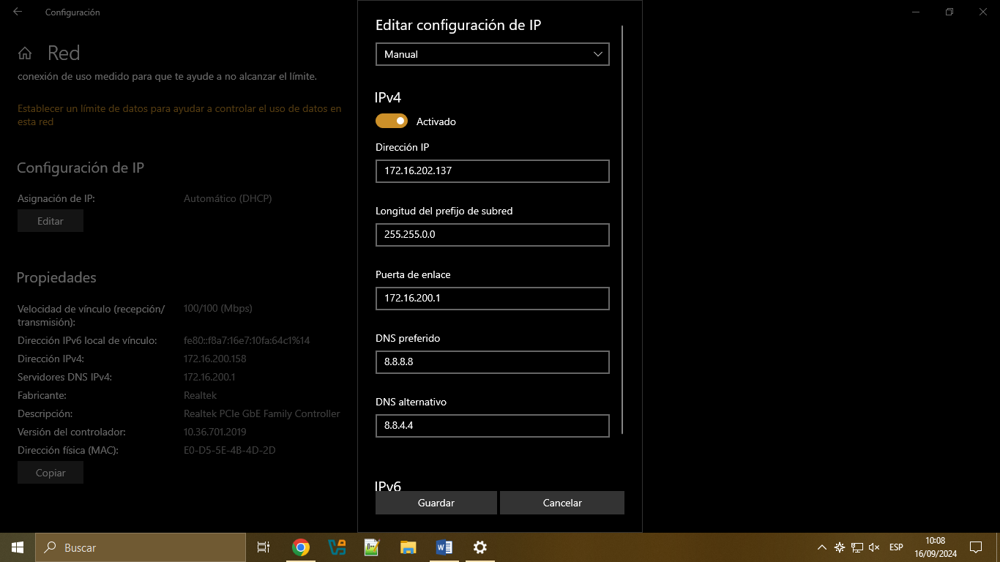 Configuración
Red
conexión de uso medido para que te ayude a no alcanzar el límite.
Establecer un límite de datos para ayudar a controlar el uso de datos en
esta red
Configuración de IP
Asignación de IP: Automático (DHCP)
Editar
Propiedades
Velocidad de vínculo (recepción/ 100/100 (Mbps)
transmisión):
Dirección IPv6 local de vínculo: fe80::f8a7:16e7:10fa:64c1%14
Dirección IPv4: 172.16.200.158
Servidores DNS IPv4: 172.16.200.1
Fabricante: Realtek
Descripción: Realtek PCIe GbE Family Controller
Versión del controlador: 10.36.701.2019
Dirección física (MAC): E0-D5-5E-4B-4D-2D
Copiar
Editar configuración de IP
Manual
IPv4
Activado
Dirección IP
172.16.202.137
Longitud del prefijo de subred
255.255.0.0
Puerta de enlace
172.16.200.1
DNS preferido
8.8.8.8
DNS alternativo
8.8.4.4
IPv6
Guardar Cancelar
Buscar
ESP
10:08
16/09/2024